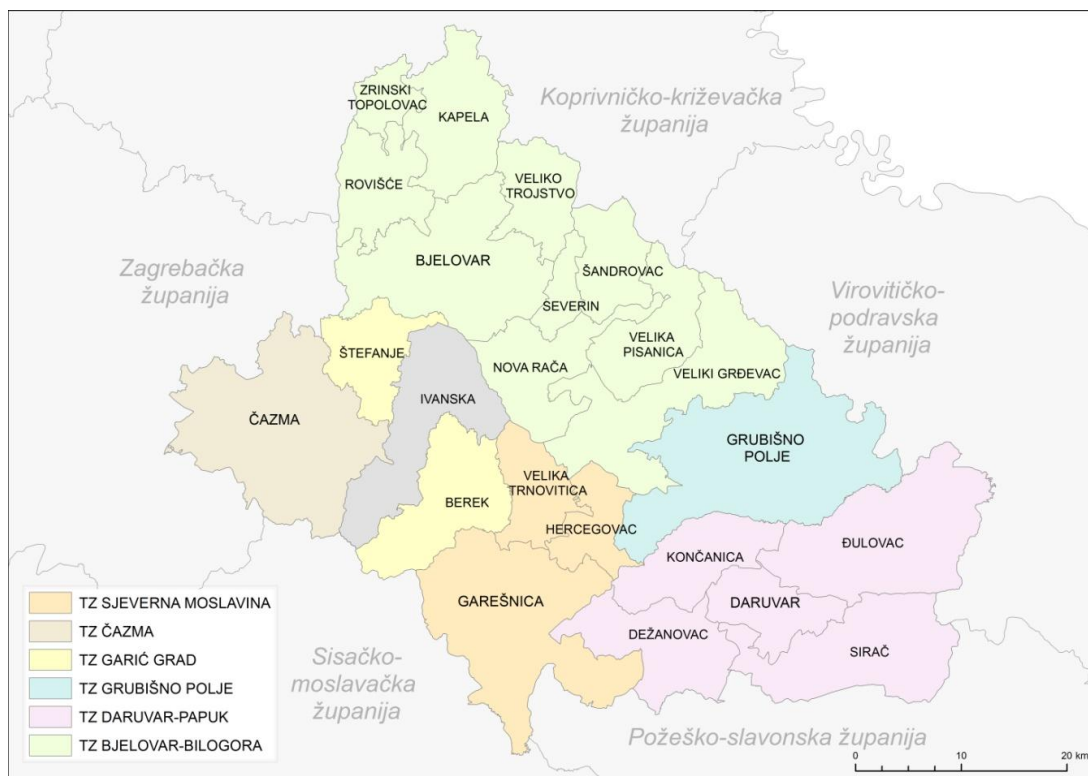 ZRINSKI
TOPOLOVAC
KAPELA
Koprivničko-križevačka
županija
ROVIŠĆE
VELIKO
TROJSTVO
BJELOVAR
ŠANDROVAC
Zagrebačka
županija
SEVERIN
Virovitičko-
podravska
županija
ŠTEFANJE
VELIKA
PISANICA
NOVA RAČA
VELIKI GRĐEVAC
IVANSKA
ČAZMA
GRUBIŠNO
POLJE
VELIKA
TRNOVITICA
BEREK
HERCEGOVAC
KONČANICA
ĐULOVAC
GAREŠNICA
DARUVAR
DEŽANOVAC
SIRAČ
Sisačko-
moslavačka
županija
Požeško-slavonska županija
TZ SJEVERNA MOSLAVINA
TZ ČAZMA
TZ GARIĆ GRAD
TZ GRUBIŠNO POLJE
TZ DARUVAR-PAPUK
TZ BJELOVAR-BILOGORA
0 10 20 km